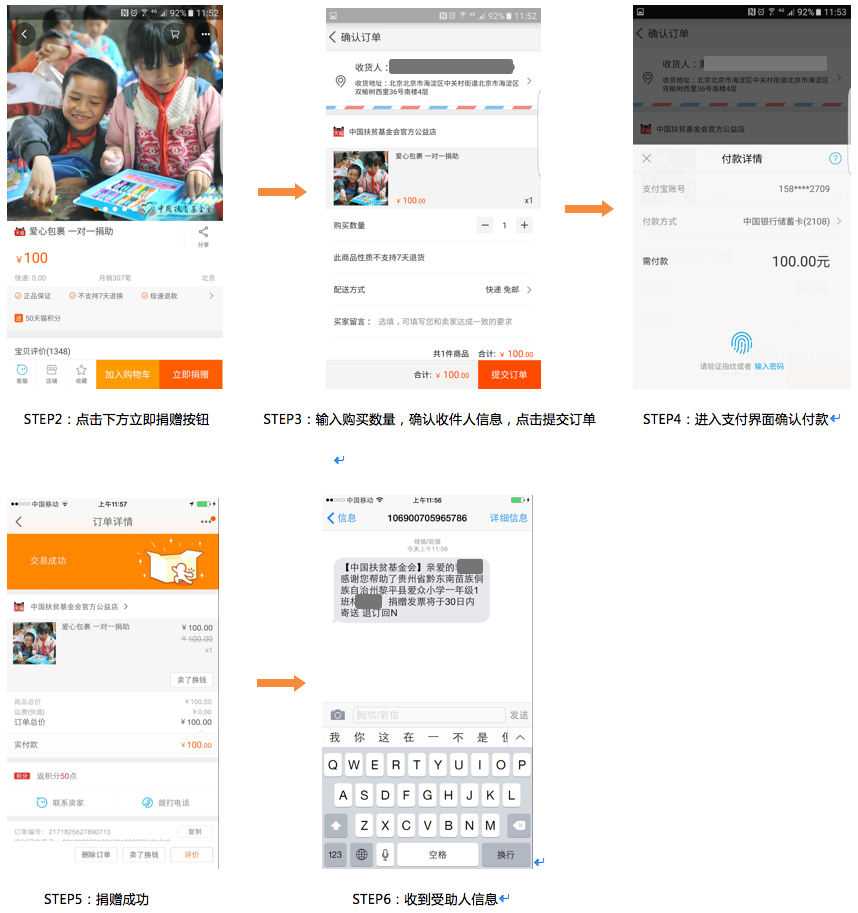 92% 11:52
中国扶贫基金会
天猫 爱心包裹 一对一捐助
分享
¥100
快递: 0.00 月销307笔 北京
正品保证 不支持7天退换 极速退款
送 50天猫积分
宝贝评价(1348)
客服 店铺 收藏 加入购物车 立即捐赠
STEP2：点击下方立即捐赠按钮
92% 11:52
确认订单
收货人：
收货地址：北京北京市海淀区中关村街道北京市海淀区
双榆树西里36号南楼4层
中国扶贫基金会官方公益店
爱心包裹 一对一捐助
¥ 100.00 x1
购买数量 1
此商品性质不支持7天退货
配送方式 快递 免邮
买家留言： 选填，可填写您和卖家达成一致的要求
共1件商品 合计: ¥ 100.00
合计: ¥ 100.00 提交订单
STEP3：输入购买数量，确认收件人信息，点击提交订单
92% 11:53
确认订单
收货人：
收货地址：北京北京市海淀区中关村街道北京市海淀区
双榆树西里36号南楼4层
中国扶贫基金会官方公益店
付款详情
支付宝账号 158****2709
付款方式 中国银行储蓄卡(2108)
需付款 100.00元
请验证指纹或者 输入密码
STEP4：进入支付界面确认付款
中国移动 上午11:57
订单详情
交易成功
中国扶贫基金会官方公益店
爱心包裹 一对一捐助 ¥100.00
¥100.00
x1
卖了换钱
商品总价 ¥100.00
运费(快递) ¥0.00
订单总价 ¥100.00
实付款 ¥100.00
积分 返积分50点
联系卖家 拨打电话
订单编号: 2171825627890713 复制
删除订单 卖了换钱 评价
STEP5：捐赠成功
中国移动 上午11:56
信息 106900705965786 详细信息
短信/彩信
今天上午11:56
【中国扶贫基金会】亲爱的
感谢您帮助了贵州省黔东南苗族侗
族自治州黎平县爱众小学一年级1
班 捐赠发票将于30日内
寄送 退订回N
短信/彩信 发送
我 你 这 在 一 不 是
Q W E R T Y U I O P
A S D F G H J K L
Z X C V B N M
123 空格 换行
STEP6：收到受助人信息